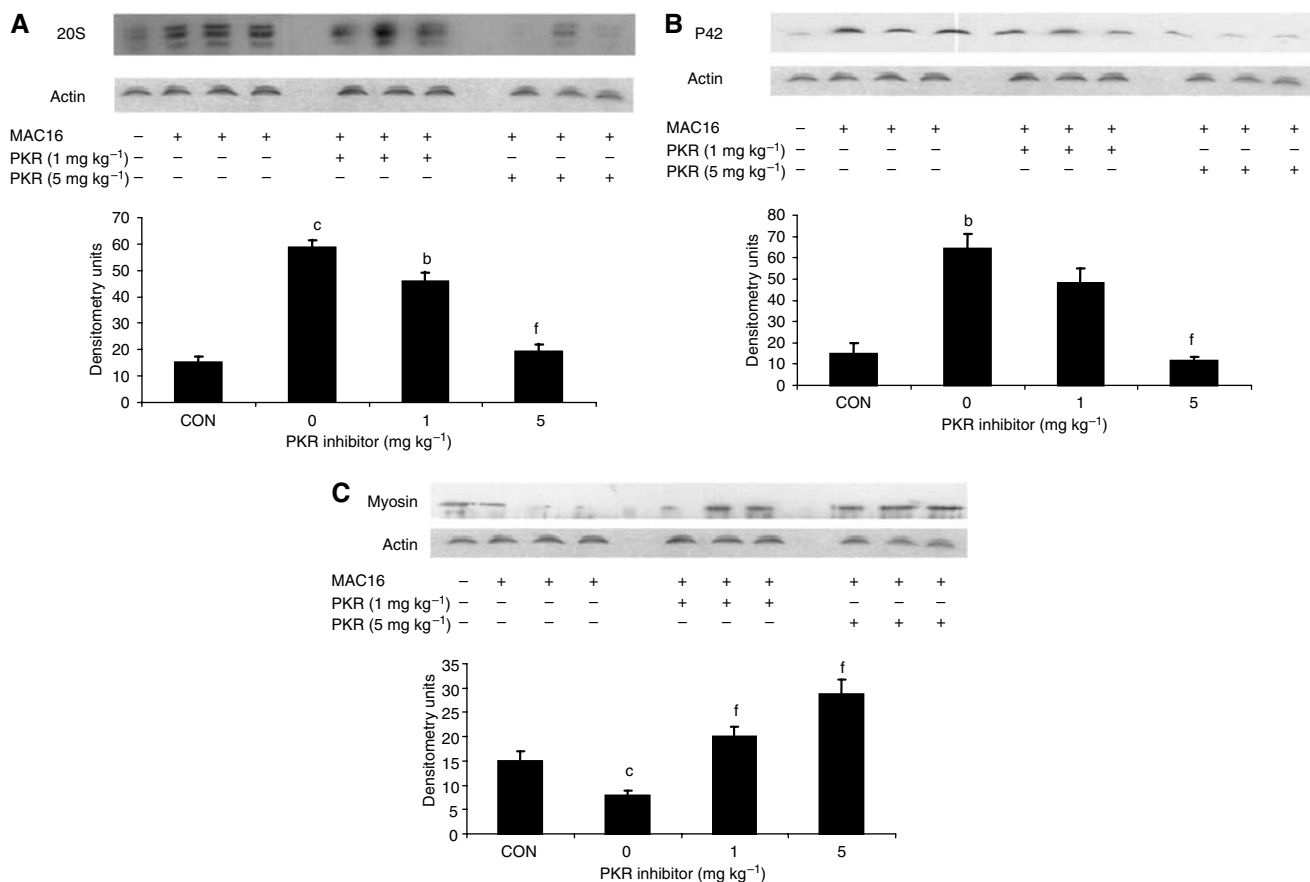 A
20S
Actin
MAC16 – + + + + + + + + +
PKR (1 mg kg⁻¹) – – – – + + + – – –
PKR (5 mg kg⁻¹) – – – – – – – + + +
Densitometry units
70
60
50
40
30
20
10
0
c
b
f
CON 0 1 5
PKR inhibitor (mg kg⁻¹)
B
P42
Actin
MAC16 – + + + + + + + + +
PKR (1 mg kg⁻¹) – – – – + + + – – –
PKR (5 mg kg⁻¹) – – – – – – – + + +
Densitometry units
80
70
60
50
40
30
20
10
0
b
f
CON 0 1 5
PKR inhibitor (mg kg⁻¹)
C
Myosin
Actin
MAC16 – + + + + + + + + +
PKR (1 mg kg⁻¹) – – – – + + + – – –
PKR (5 mg kg⁻¹) – – – – – – – + + +
Densitometry units
35
30
25
20
15
10
5
0
c
f
f
CON 0 1 5
PKR inhibitor (mg kg⁻¹)